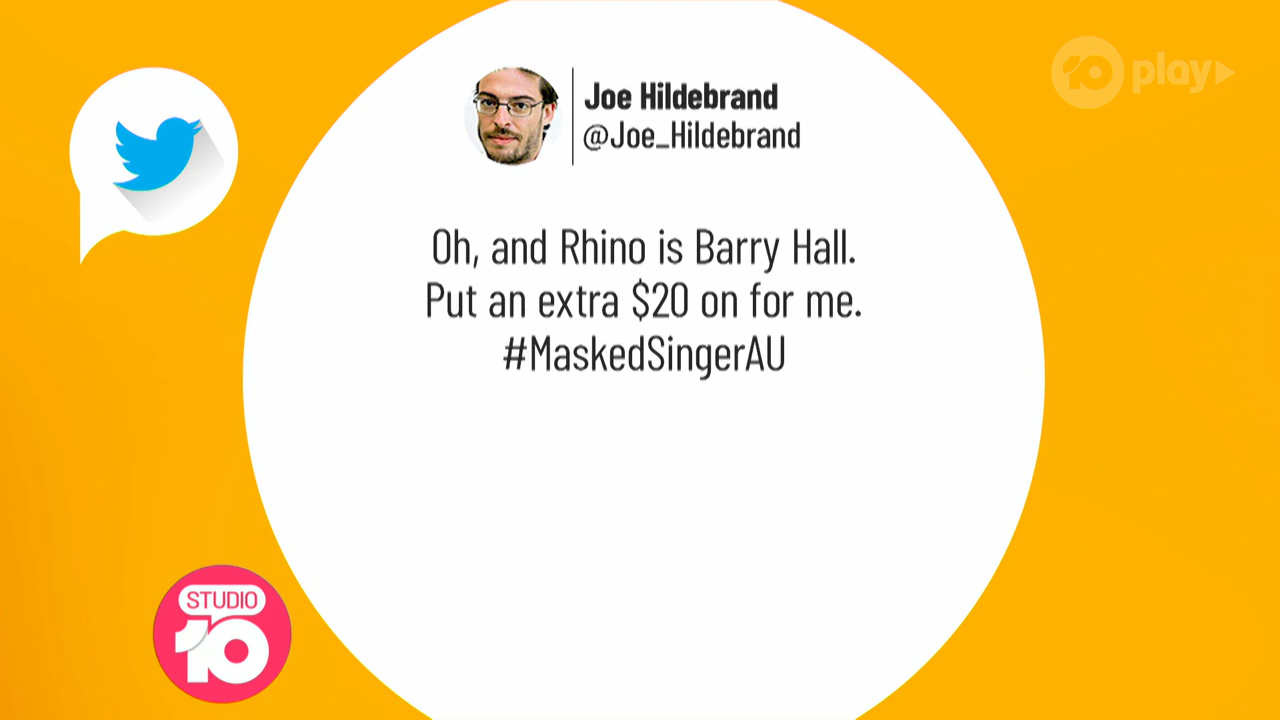 10 play
Joe Hildebrand
@Joe_Hildebrand
Oh, and Rhino is Barry Hall.
Put an extra $20 on for me.
#MaskedSingerAU
STUDIO
10